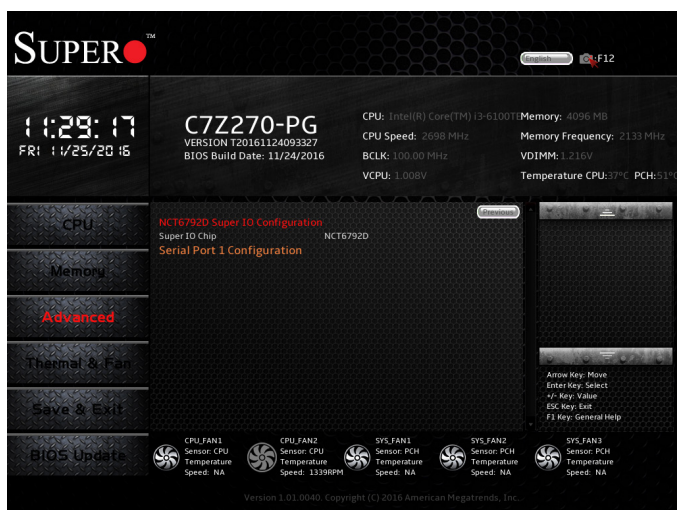 SUPER TM
English :F12
11:29:17
FRI 11/25/2016
C7Z270-PG
VERSION T20161124093327
BIOS Build Date: 11/24/2016
CPU: Intel(R) Core(TM) i3-6100TE
CPU Speed: 2698 MHz
BCLK: 100.00 MHz
VCPU: 1.008V
Memory: 4096 MB
Memory Frequency: 2133 MHz
VDIMM: 1.216V
Temperature CPU:37°C PCH:51°C
CPU
Memory
Advanced
Thermal & Fan
Save & Exit
BIOS Update
Previous
NCT6792D Super IO Configuration
Super IO Chip NCT6792D
Serial Port 1 Configuration
Arrow Key: Move
Enter Key: Select
+/- Key: Value
ESC Key: Exit
F1 Key: General Help
CPU_FAN1
Sensor: CPU
Temperature
Speed: NA
CPU_FAN2
Sensor: CPU
Temperature
Speed: 1339RPM
SYS_FAN1
Sensor: PCH
Temperature
Speed: NA
SYS_FAN2
Sensor: PCH
Temperature
Speed: NA
SYS_FAN3
Sensor: PCH
Temperature
Speed: NA
Version 1.01.0040. Copyright (C) 2016 American Megatrends, Inc.